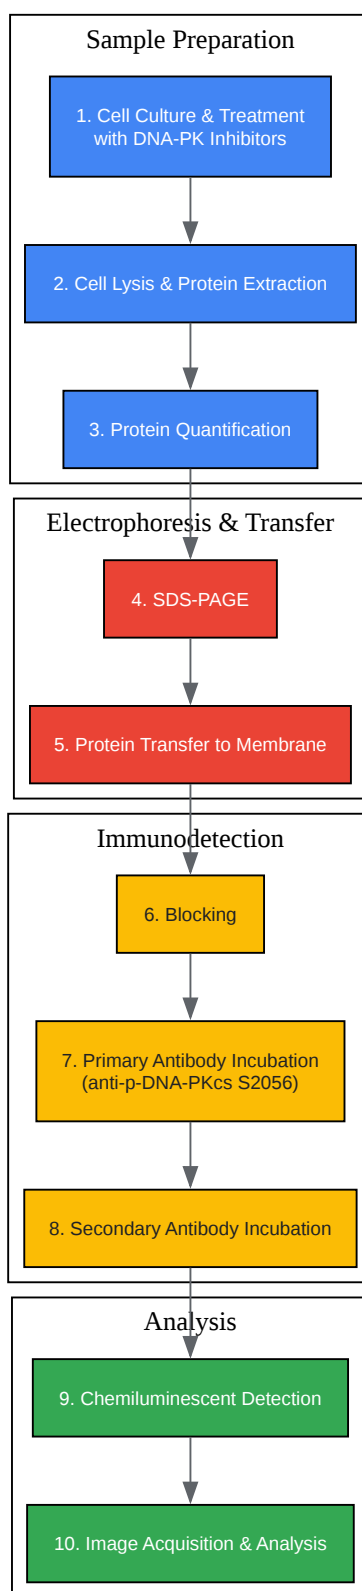 Sample Preparation
1. Cell Culture & Treatment
with DNA-PK Inhibitors
2. Cell Lysis & Protein Extraction
3. Protein Quantification
Electrophoresis & Transfer
4. SDS-PAGE
5. Protein Transfer to Membrane
Immunodetection
6. Blocking
7. Primary Antibody Incubation
(anti-p-DNA-PKcs S2056)
8. Secondary Antibody Incubation
Analysis
9. Chemiluminescent Detection
10. Image Acquisition & Analysis